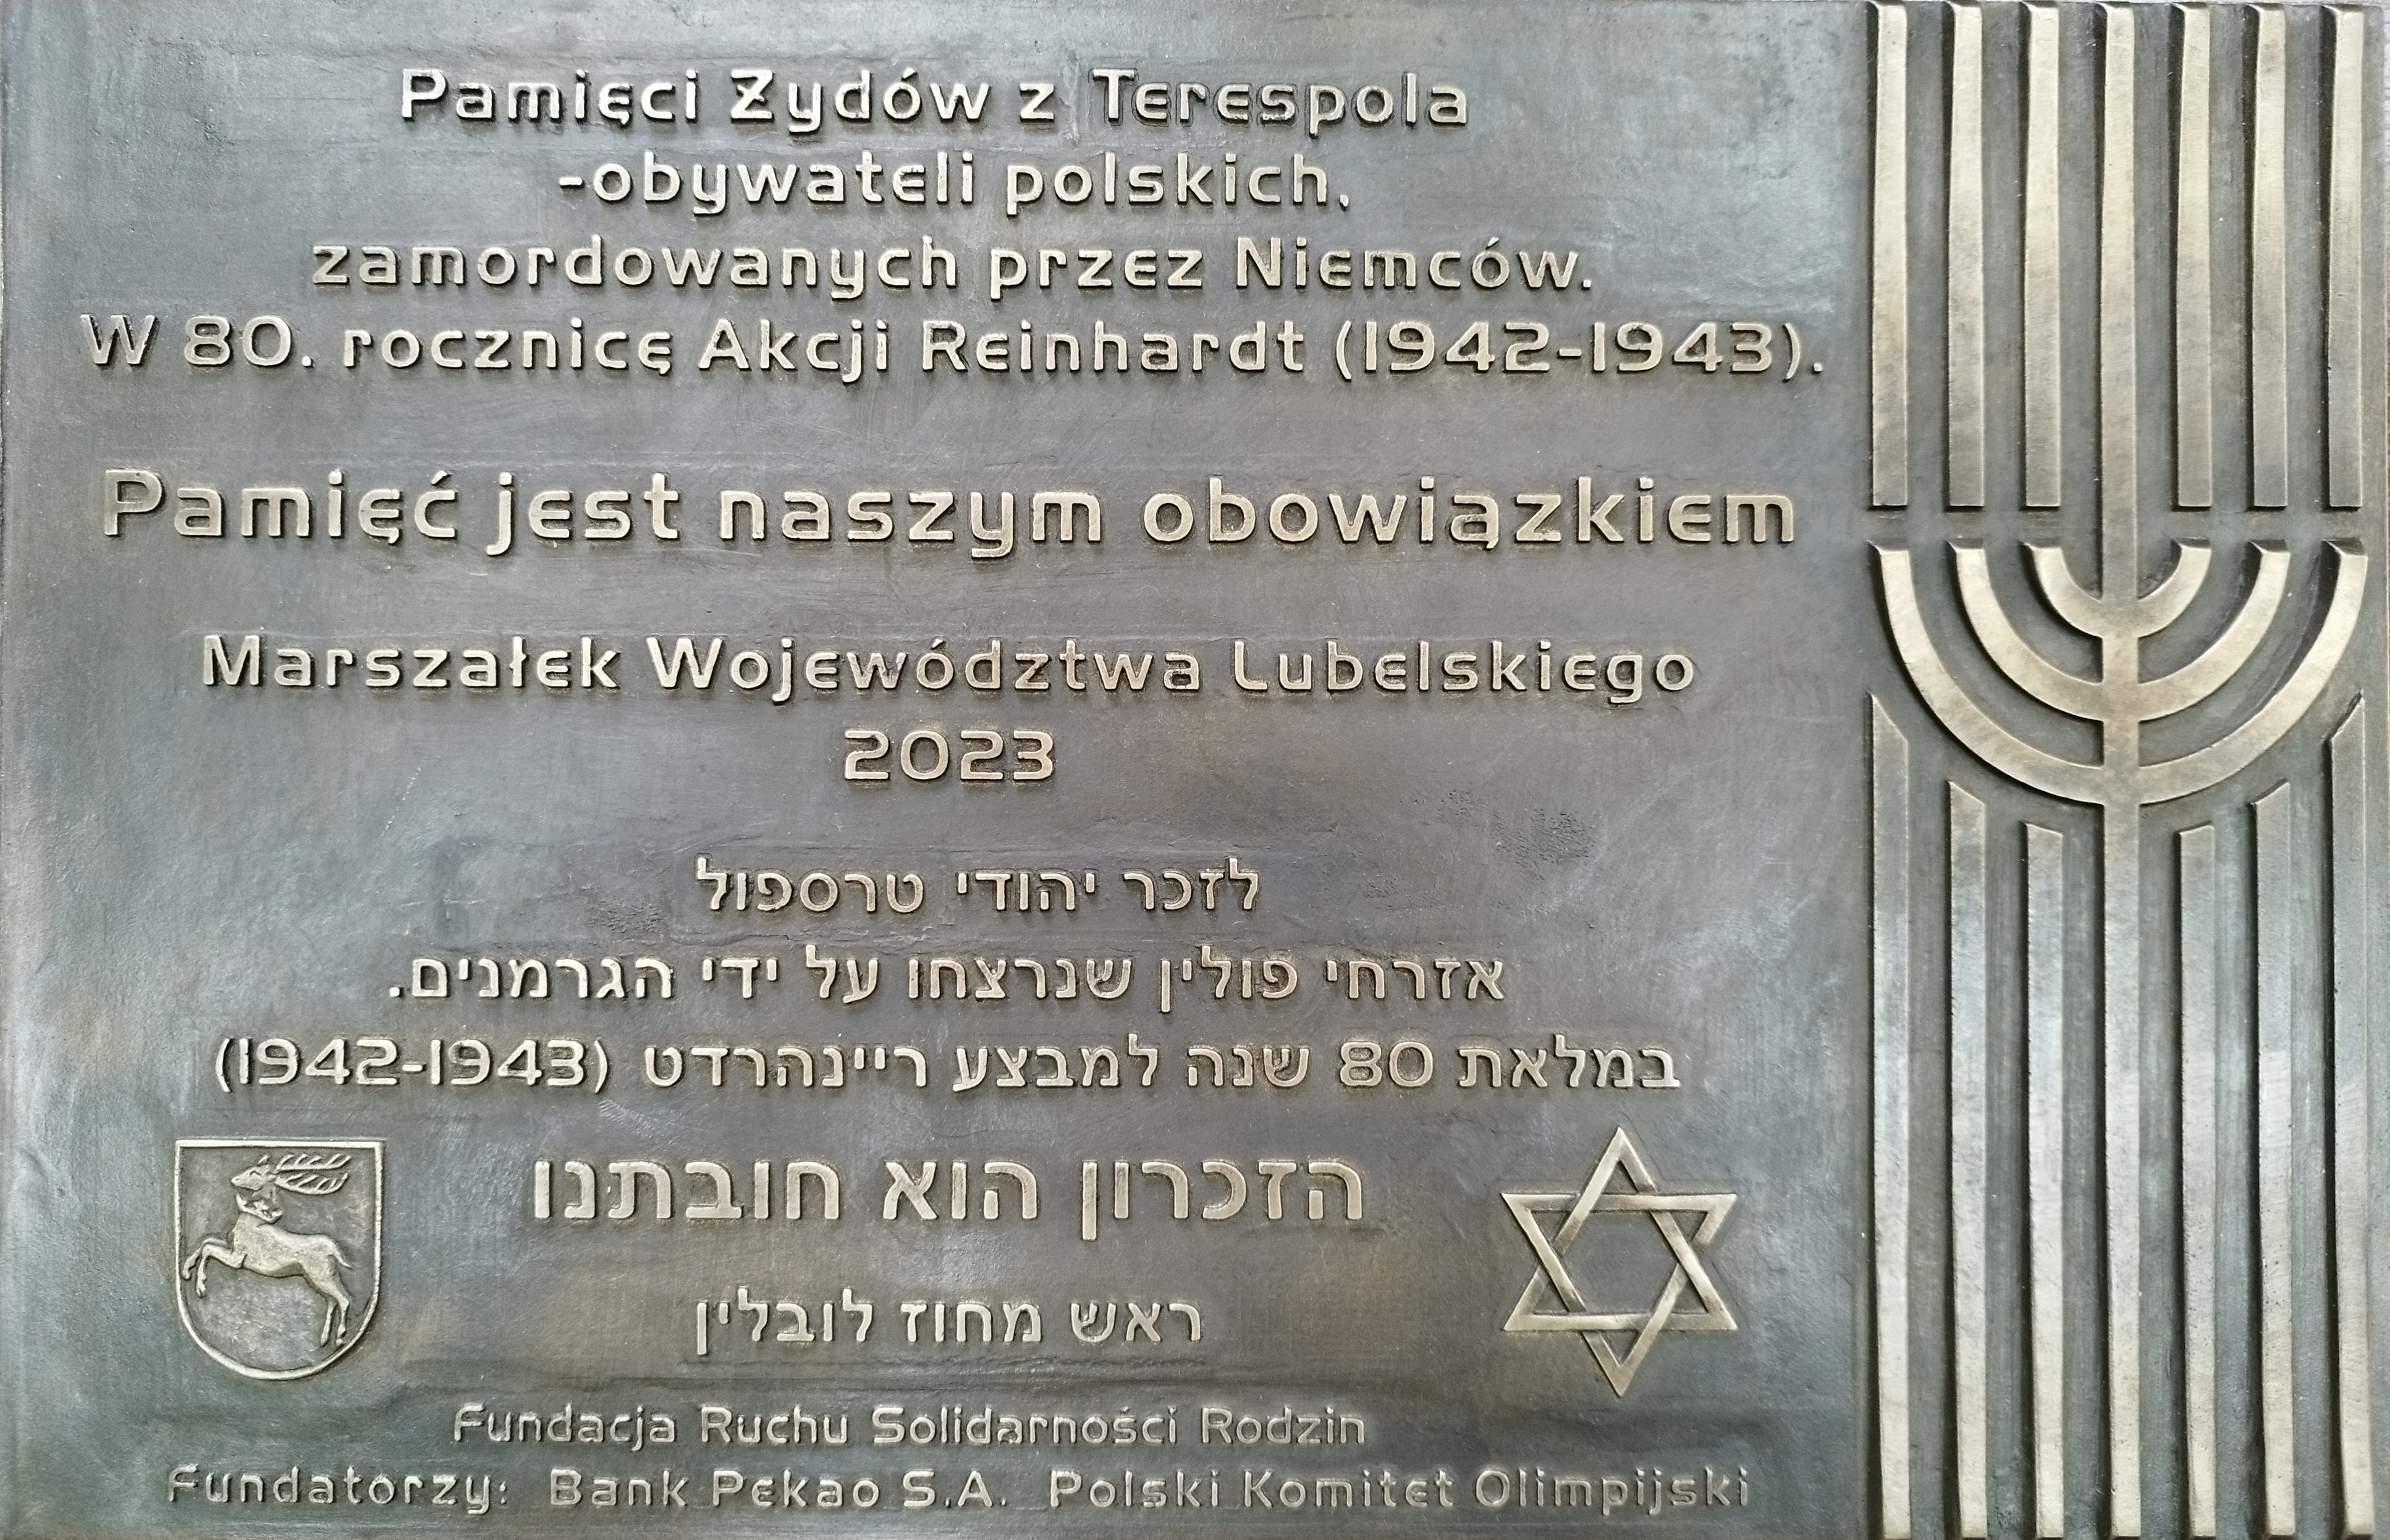 Pamięci Żydów z Terespola
-obywateli polskich,
zamordowanych przez Niemców.
W 80. rocznicę Akcji Reinhardt (1942-1943).
Pamięć jest naszym obowiązkiem
Marszałek Województwa Lubelskiego
2023
לזכר יהודי טרספול
אזרחי פולין שנרצחו על ידי הגרמנים.
במלאת 80 שנה למבצע ריינהרדט (1942-1943)
הזכרון הוא חובתנו
ראש מחוז לובלין
Fundacja Ruchu Solidarności Rodzin
Fundatorzy: Bank Pekao S.A. Polski Komitet Olimpijski